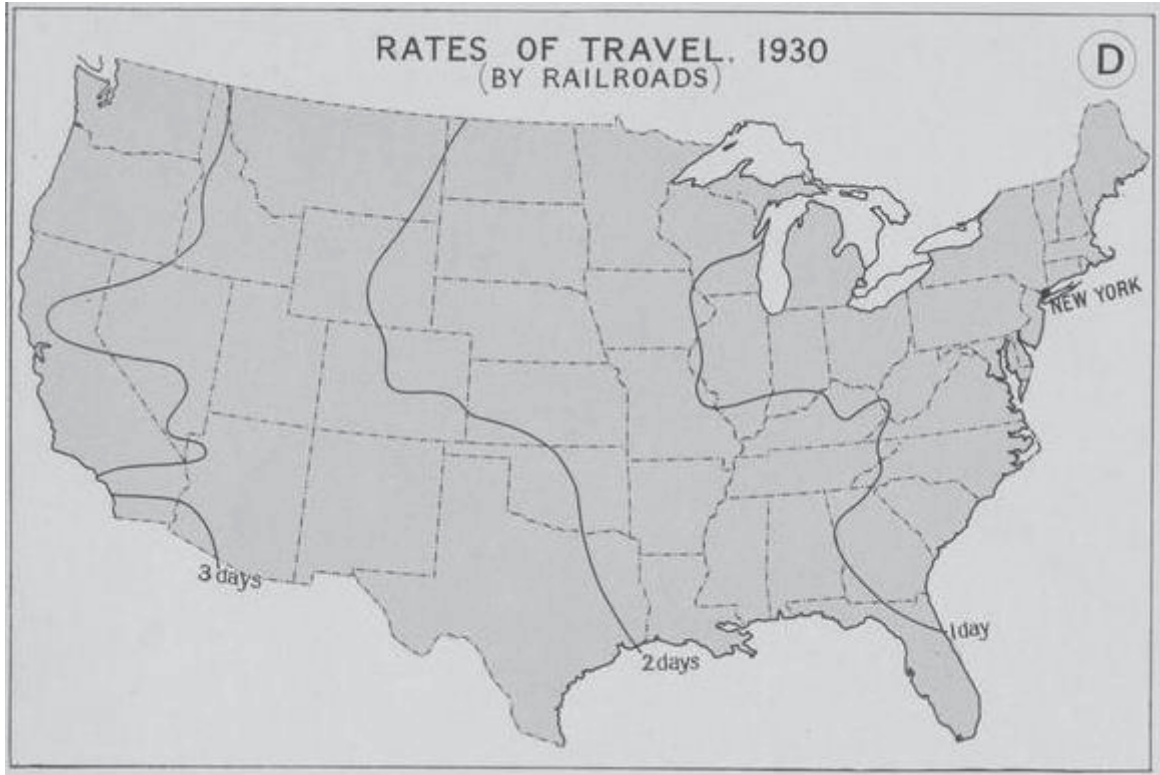 RATES OF TRAVEL. 1930
(BY RAILROADS)
D
NEW YORK
3 days
2 days
1 day